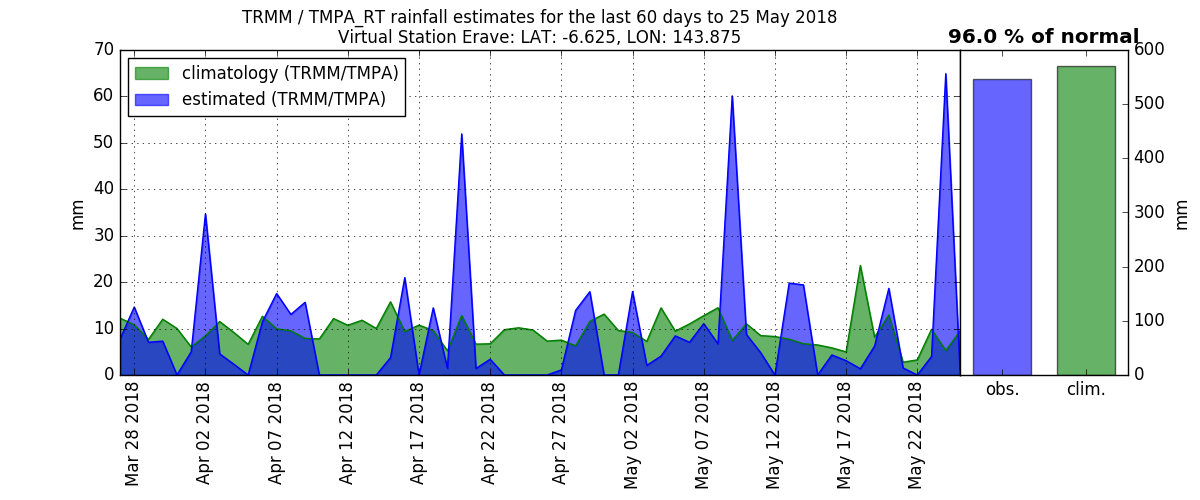 TRMM / TMPA_RT rainfall estimates for the last 60 days to 25 May 2018
Virtual Station Erave: LAT: -6.625, LON: 143.875
96.0 % of normal
climatology (TRMM/TMPA)
estimated (TRMM/TMPA)
70
60
50
40
30
20
10
0
mm
Mar 28 2018
Apr 02 2018
Apr 07 2018
Apr 12 2018
Apr 17 2018
Apr 22 2018
Apr 27 2018
May 02 2018
May 07 2018
May 12 2018
May 17 2018
May 22 2018
600
500
400
300
200
100
0
mm
obs.
clim.